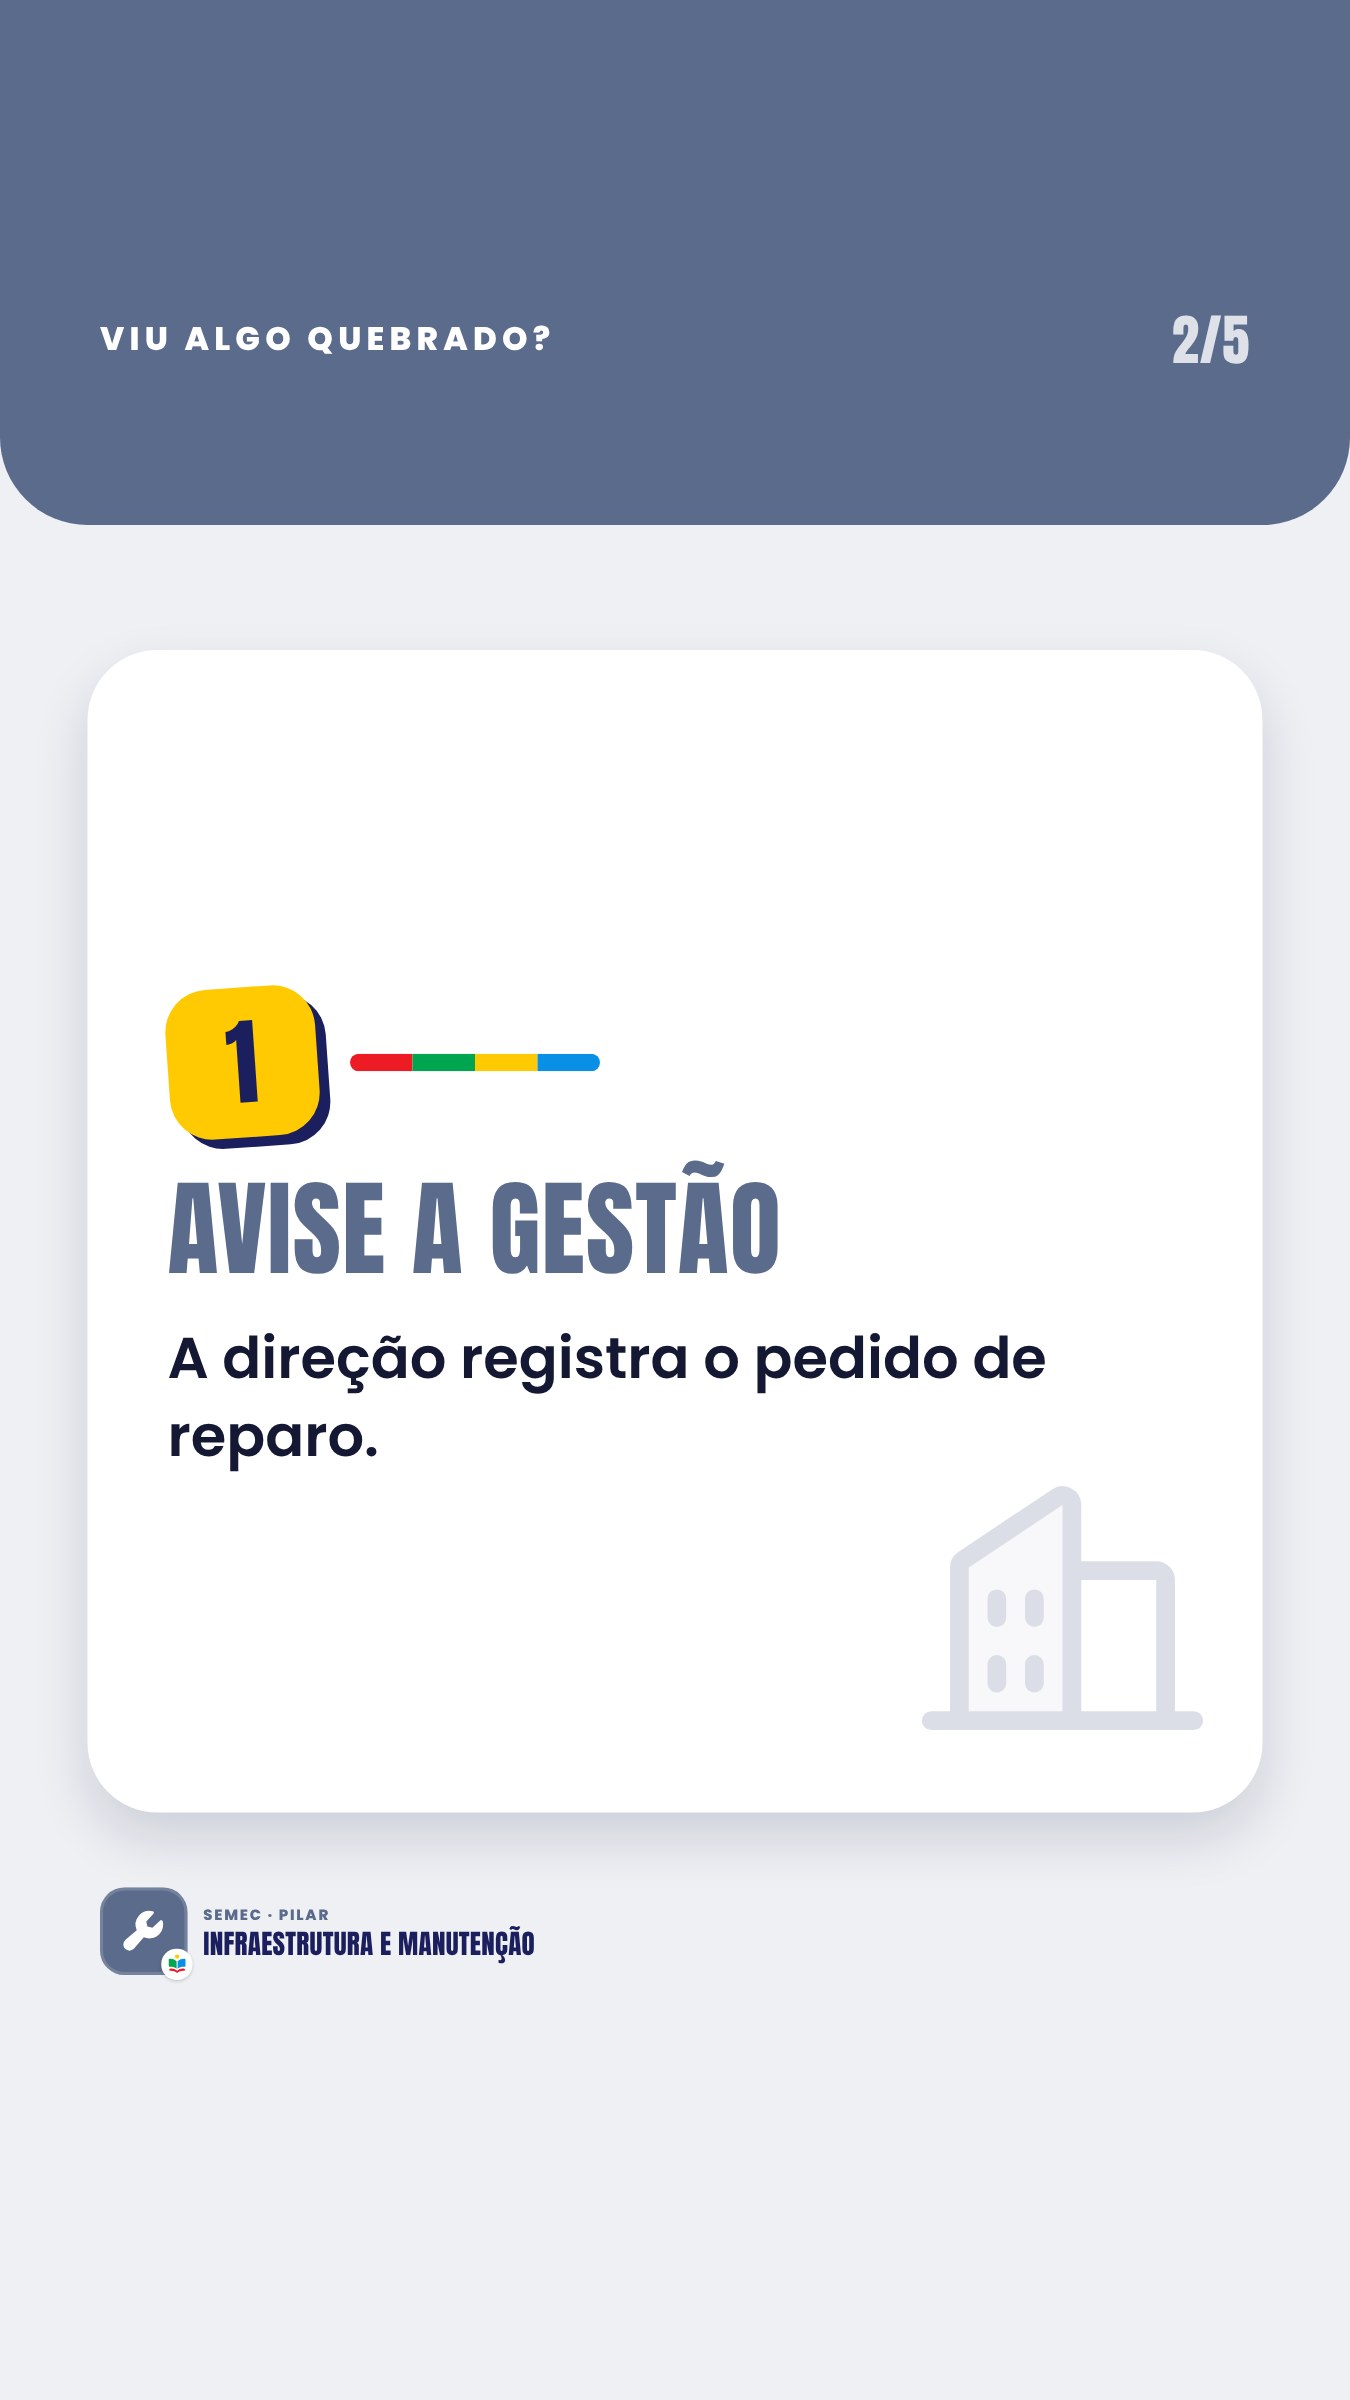 VIU ALGO QUEBRADO?
2/5
1
AVISE A GESTÃO
A direção registra o pedido de
reparo.
SEMEC · PILAR
INFRAESTRUTURA E MANUTENÇÃO